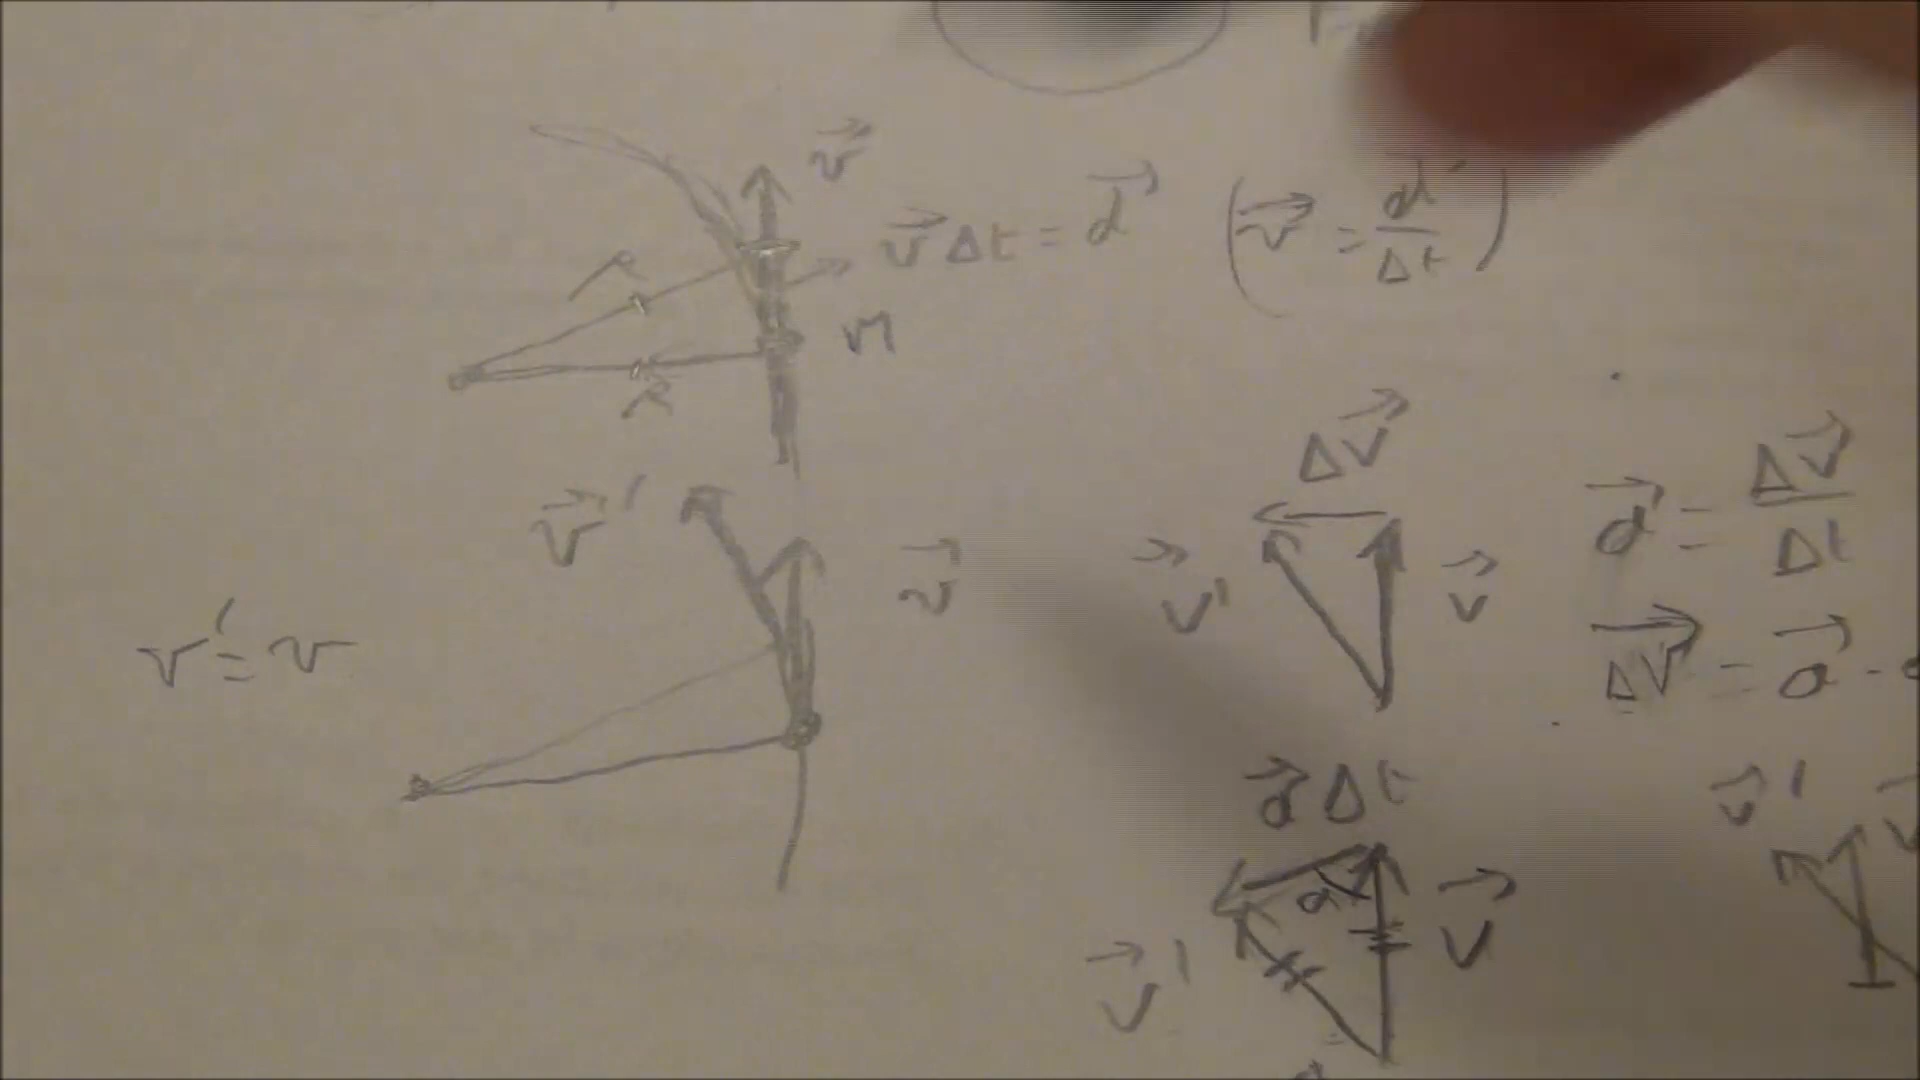 v⃗
v⃗ Δt = d⃗ (v⃗ = d⃗/Δt)
R
M
R
Δv⃗
v⃗'
v⃗
v⃗'
v⃗
a⃗ = Δv⃗/Δt
v' = v
Δv⃗ = a⃗ ·
a⃗ Δt
v⃗'
α
v⃗
v⃗'